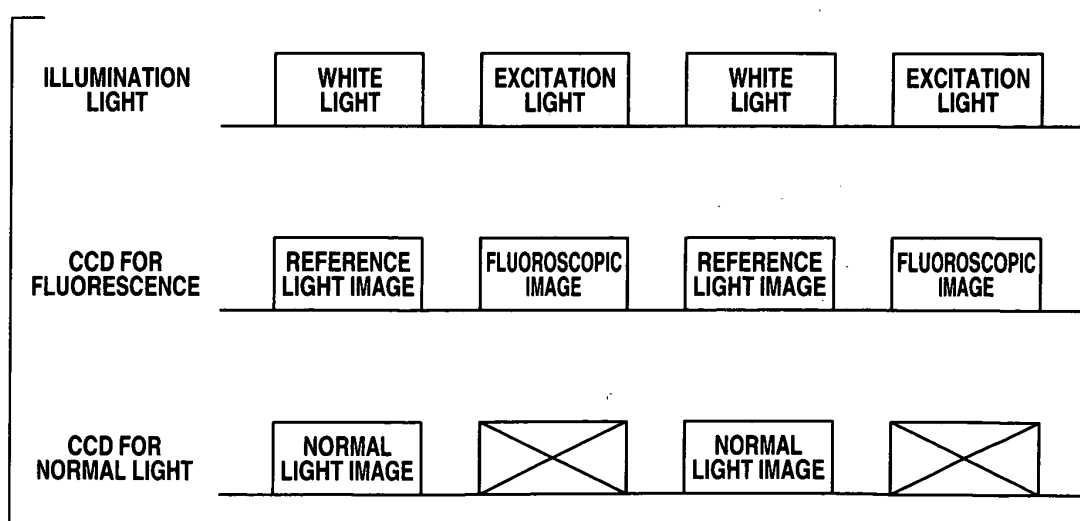 ILLUMINATION
LIGHT
WHITE
LIGHT
EXCITATION
LIGHT
WHITE
LIGHT
EXCITATION
LIGHT
CCD FOR
FLUORESCENCE
REFERENCE
LIGHT IMAGE
FLUOROSCOPIC
IMAGE
REFERENCE
LIGHT IMAGE
FLUOROSCOPIC
IMAGE
CCD FOR
NORMAL LIGHT
NORMAL
LIGHT IMAGE
NORMAL
LIGHT IMAGE